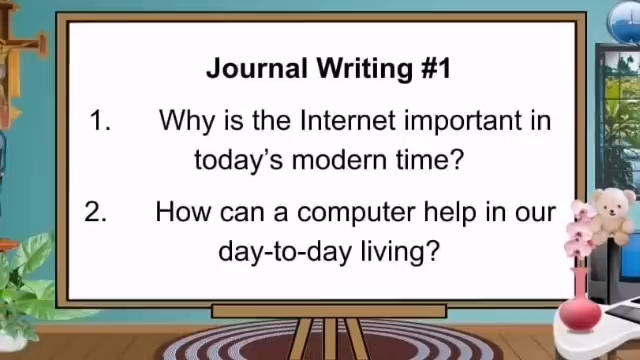 Journal Writing #1
1. Why is the Internet important in
today's modern time?
2. How can a computer help in our
day-to-day living?